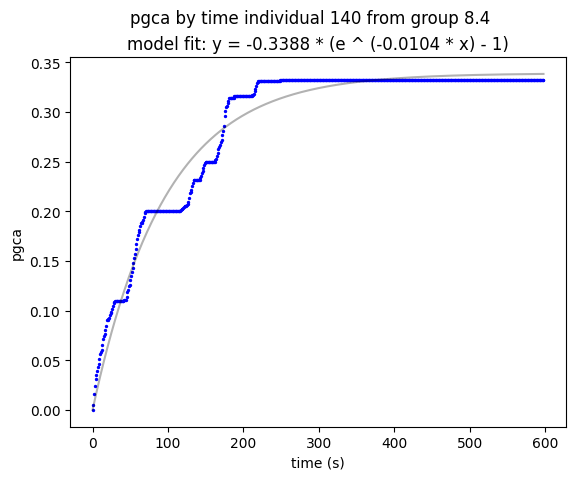 pgca by time individual 140 from group 8.4
model fit: y = -0.3388 * (e ^ (-0.0104 * x) - 1)
0.35
0.30
0.25
0.20
0.15
0.10
0.05
0.00
pgca
0 100 200 300 400 500 600
time (s)